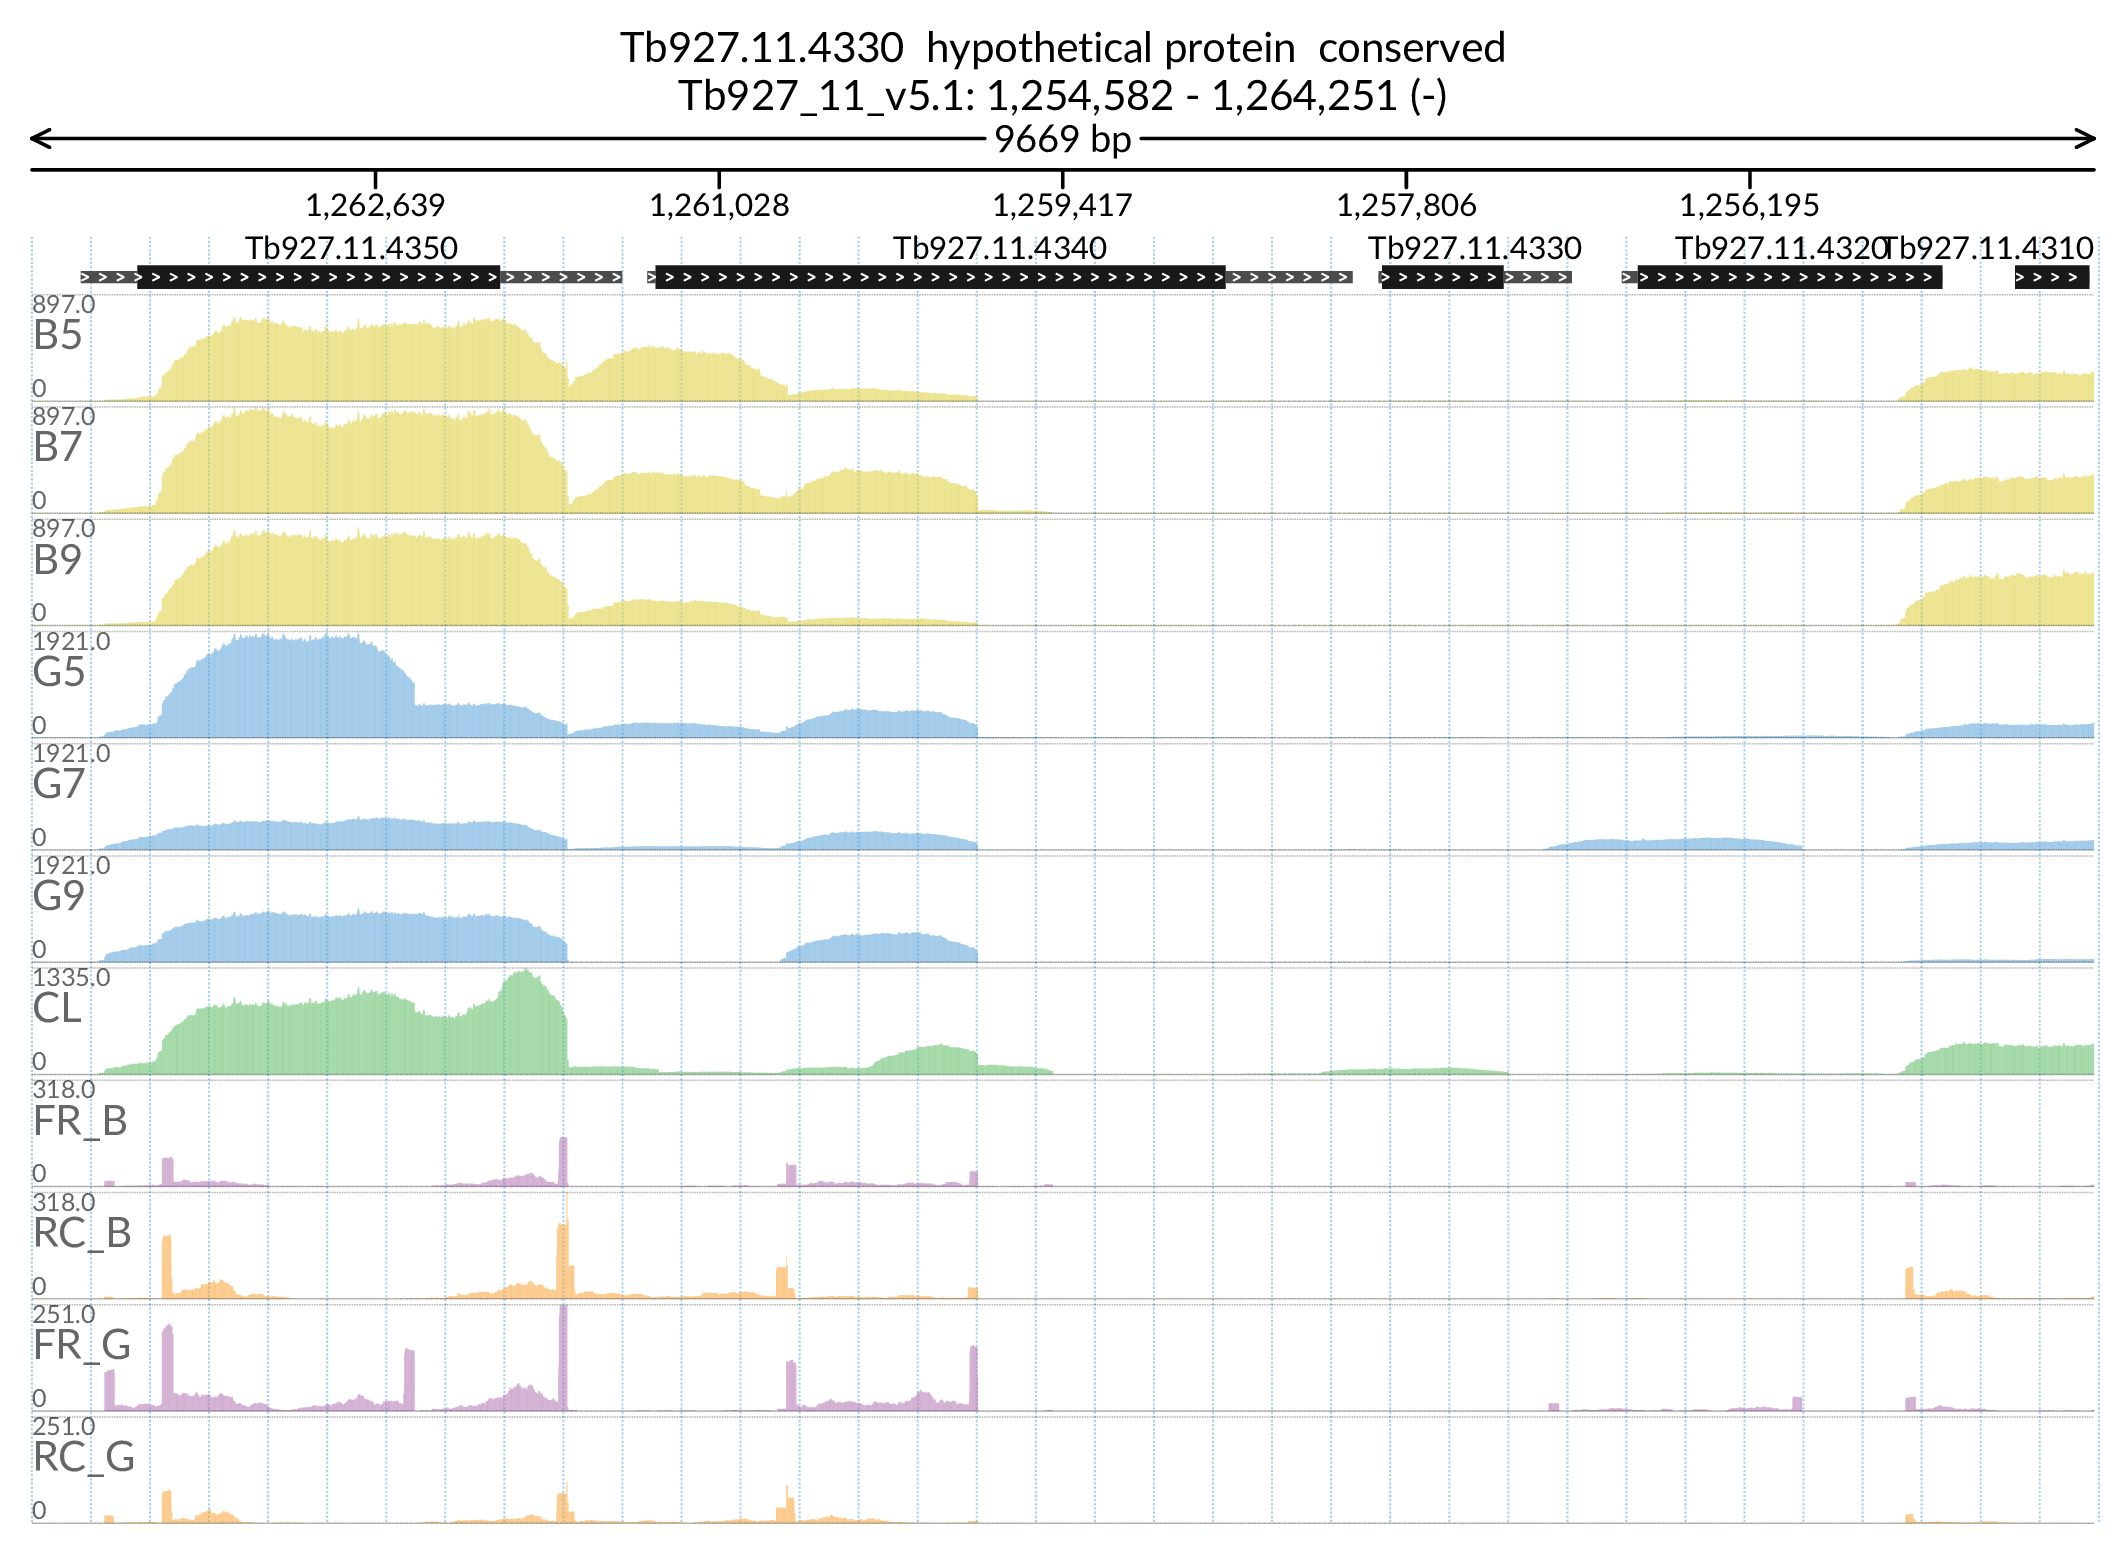 Tb927.11.4330 hypothetical protein conserved
Tb927_11_v5.1: 1,254,582 - 1,264,251 (-)
9669 bp
1,262,639 1,261,028 1,259,417 1,257,806 1,256,195
Tb927.11.4350 Tb927.11.4340 Tb927.11.4330 Tb927.11.4320 Tb927.11.4310
897.0
B5
0
897.0
B7
0
897.0
B9
0
1921.0
G5
0
1921.0
G7
0
1921.0
G9
0
1335.0
CL
0
318.0
FR_B
0
318.0
RC_B
0
251.0
FR_G
0
251.0
RC_G
0